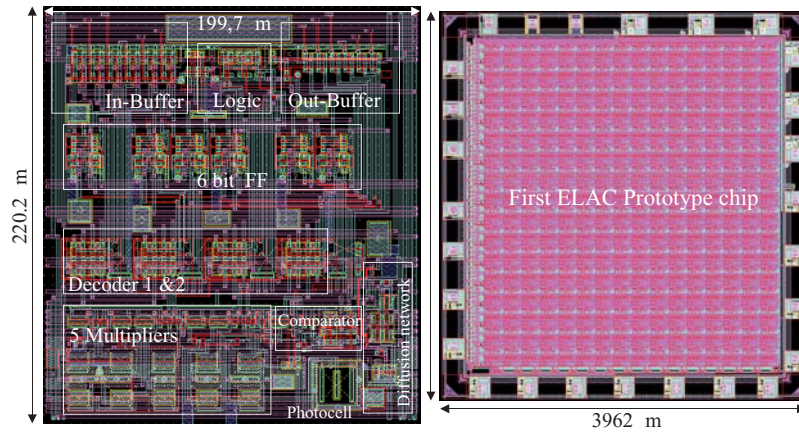 199,7 m
In-Buffer
Logic
Out-Buffer
6 bit FF
220.2 m
Decoder 1 &2
5 Multipliers
Comparator
Diffusion network
Photocell
First ELAC Prototype chip
3962 m